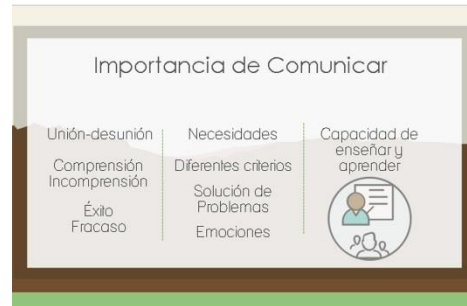 Importancia de Comunicar
Unión-desunión
Comprensión
Incomprensión
Éxito
Fracaso
Necesidades
Diferentes criterios
Solución de
Problemas
Emociones
Capacidad de
enseñar y
aprender